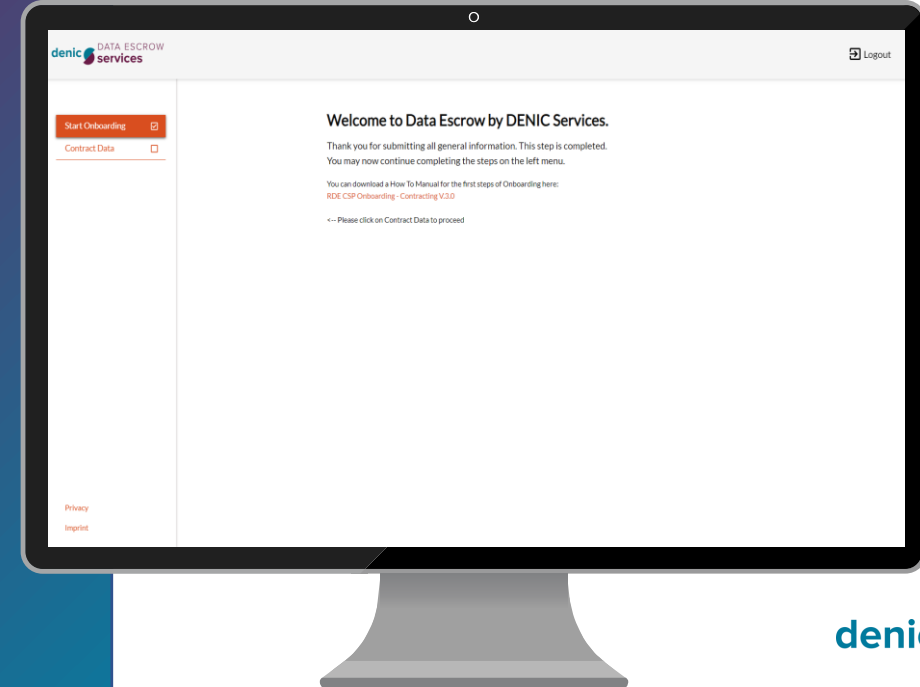 denic DATA ESCROW
services
Logout
Start Onboarding
Contract Data
Welcome to Data Escrow by DENIC Services.
Thank you for submitting all general information. This step is completed.
You may now continue completing the steps on the left menu.
You can download a How To Manual for the first steps of Onboarding here:
RDE CSP Onboarding - Contracting V.3.0
<-- Please click on Contract Data to proceed
Privacy
Imprint
denic